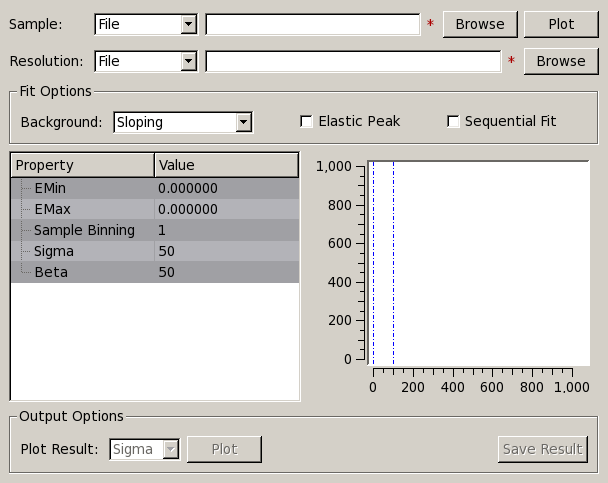 Sample: File * Browse Plot
Resolution: File * Browse
Fit Options
Background: Sloping Elastic Peak Sequential Fit
Property Value
EMin 0.000000
EMax 0.000000
Sample Binning 1
Sigma 50
Beta 50
1,000
800
600
400
200
0
0 200 400 600 800 1,000
Output Options
Plot Result: Sigma Plot Save Result